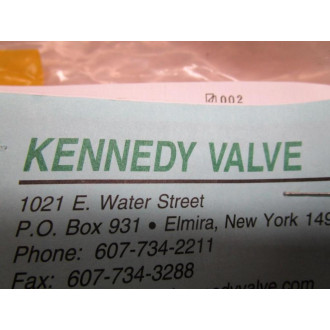 002
KENNEDY VALVE
1021 E. Water Street
P.O. Box 931 • Elmira, New York 149
Phone: 607-734-2211
Fax: 607-734-3288